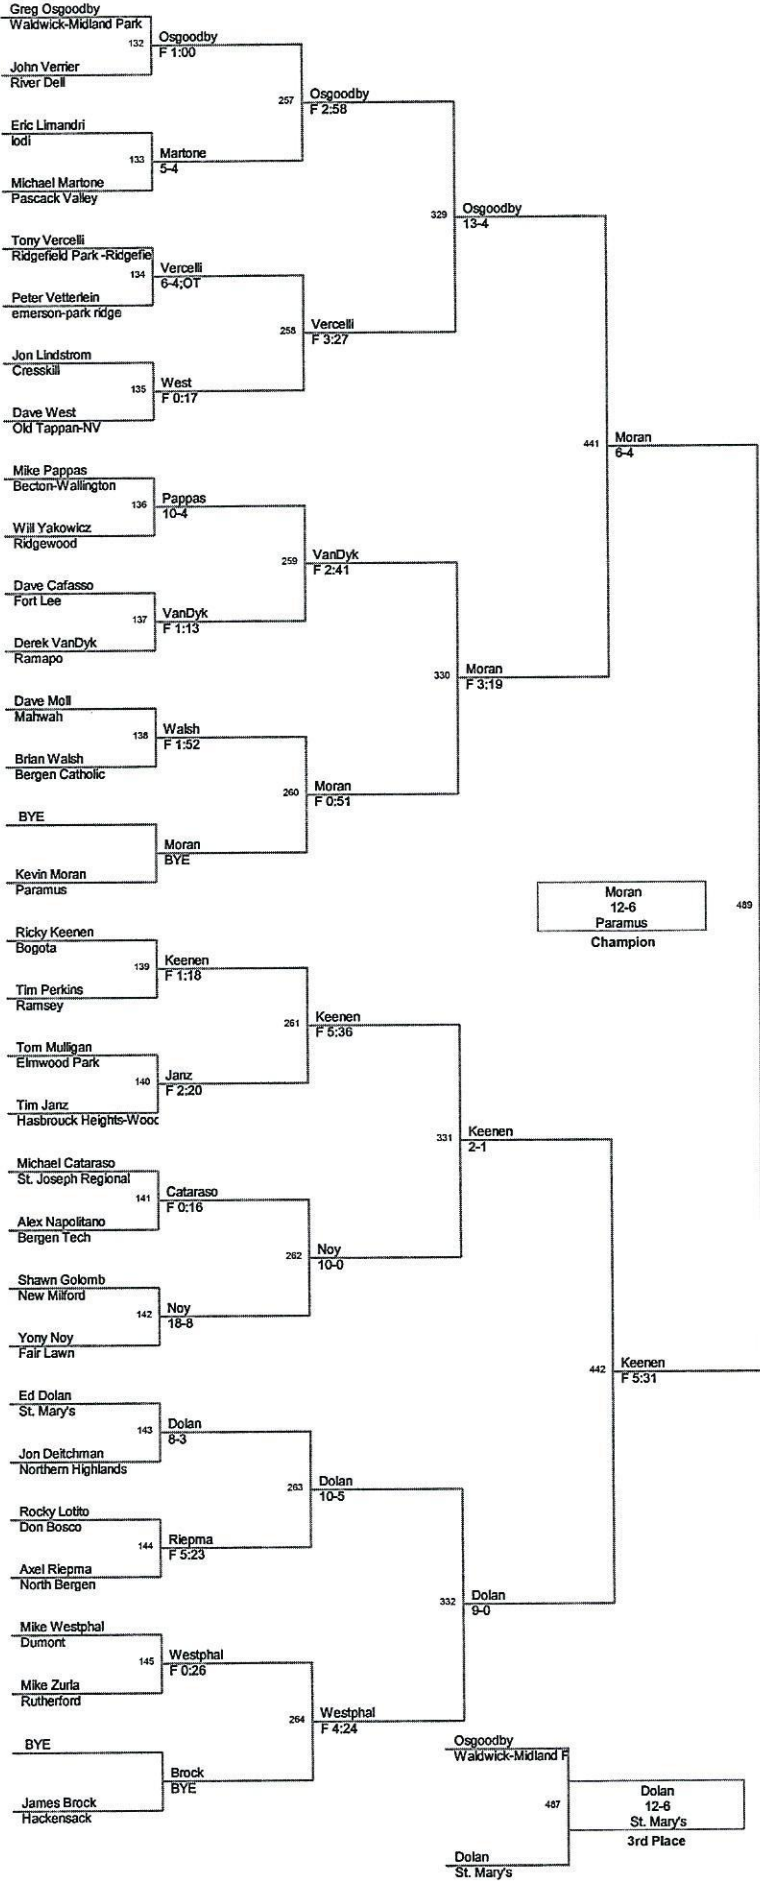 Greg Osgoodby
Waldwick-Midland Park
132
Osgoodby
F 1:00
John Verrier
River Dell
257
Osgoodby
F 2:58
Eric Limandri
lodi
133
Martone
5-4
Michael Martone
Pascack Valley
329
Osgoodby
13-4
Tony Vercelli
Ridgefield Park -Ridgefie
134
Vercelli
6-4;OT
Peter Vetterlein
emerson-park ridge
258
Vercelli
F 3:27
Jon Lindstrom
Cresskill
135
West
F 0:17
Dave West
Old Tappan-NV
441
Moran
6-4
Mike Pappas
Becton-Wallington
136
Pappas
10-4
Will Yakowicz
Ridgewood
259
VanDyk
F 2:41
Dave Cafasso
Fort Lee
137
VanDyk
F 1:13
Derek VanDyk
Ramapo
330
Moran
F 3:19
Dave Moll
Mahwah
138
Walsh
F 1:52
Brian Walsh
Bergen Catholic
260
Moran
F 0:51
BYE
Moran
BYE
Kevin Moran
Paramus
Moran
12-6
Paramus
Champion
489
Ricky Keenen
Bogota
139
Keenen
F 1:18
Tim Perkins
Ramsey
261
Keenen
F 5:36
Tom Mulligan
Elmwood Park
140
Janz
F 2:20
Tim Janz
Hasbrouck Heights-Wood
331
Keenen
2-1
Michael Cataraso
St. Joseph Regional
141
Cataraso
F 0:16
Alex Napolitano
Bergen Tech
262
Noy
10-0
Shawn Golomb
New Milford
142
Noy
18-8
Yony Noy
Fair Lawn
442
Keenen
F 5:31
Ed Dolan
St. Mary's
143
Dolan
8-3
Jon Deitchman
Northern Highlands
263
Dolan
10-5
Rocky Lotito
Don Bosco
144
Riepma
F 5:23
Axel Riepma
North Bergen
332
Dolan
9-0
Mike Westphal
Dumont
145
Westphal
F 0:26
Mike Zurla
Rutherford
264
Westphal
F 4:24
BYE
Brock
BYE
James Brock
Hackensack
Osgoodby
Waldwick-Midland P
487
Dolan
12-6
St. Mary's
3rd Place
Dolan
St. Mary's